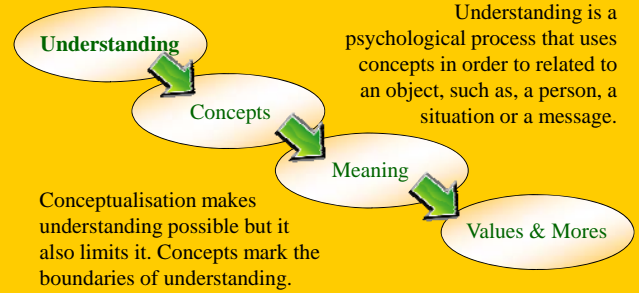 Understanding
Concepts
Meaning
Values & Mores
Understanding is a
psychological process that uses
concepts in order to related to
an object, such as, a person, a
situation or a message.
Conceptualisation makes
understanding possible but it
also limits it. Concepts mark the
boundaries of understanding.